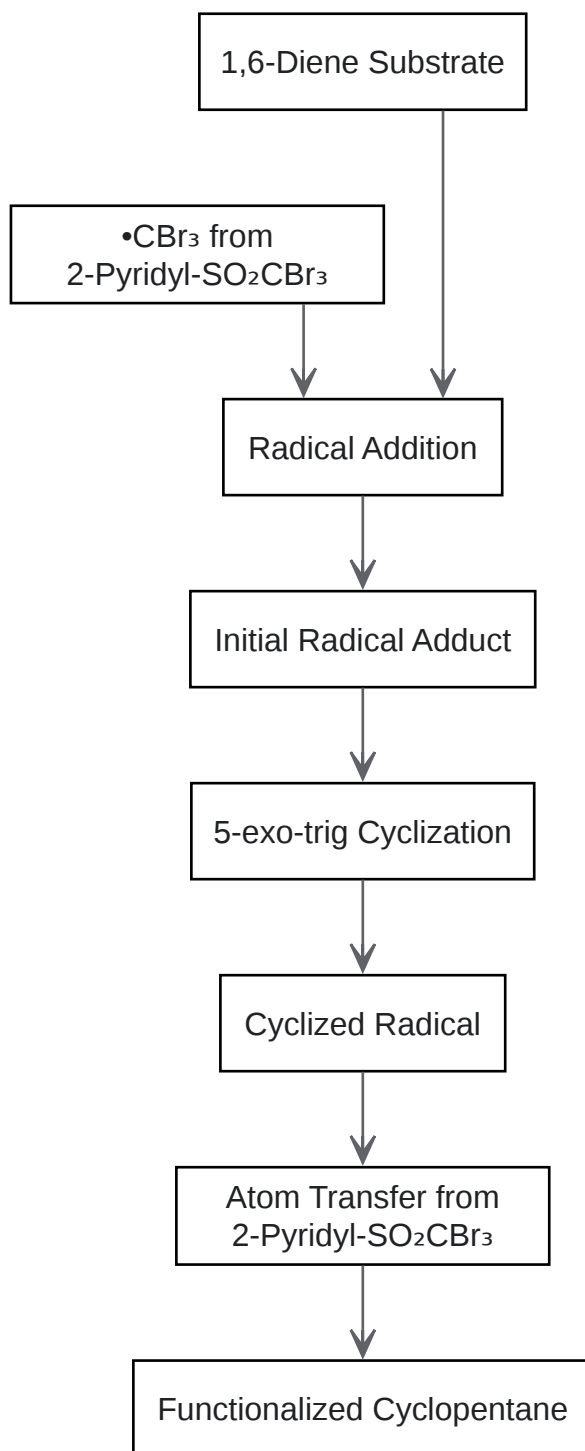 1,6-Diene Substrate
•CBr₃ from
2-Pyridyl-SO₂CBr₃
Radical Addition
Initial Radical Adduct
5-exo-trig Cyclization
Cyclized Radical
Atom Transfer from
2-Pyridyl-SO₂CBr₃
Functionalized Cyclopentane